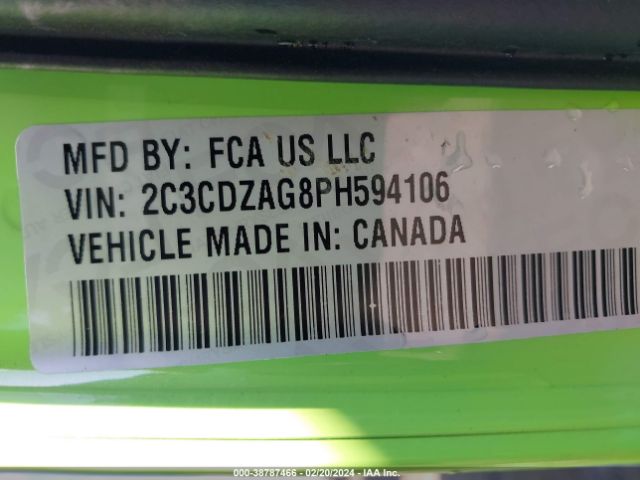 MFD BY: FCA US LLC
VIN: 2C3CDZAG8PH594106
VEHICLE MADE IN: CANADA
000-38787466 - 02/20/2024 - IAA Inc.